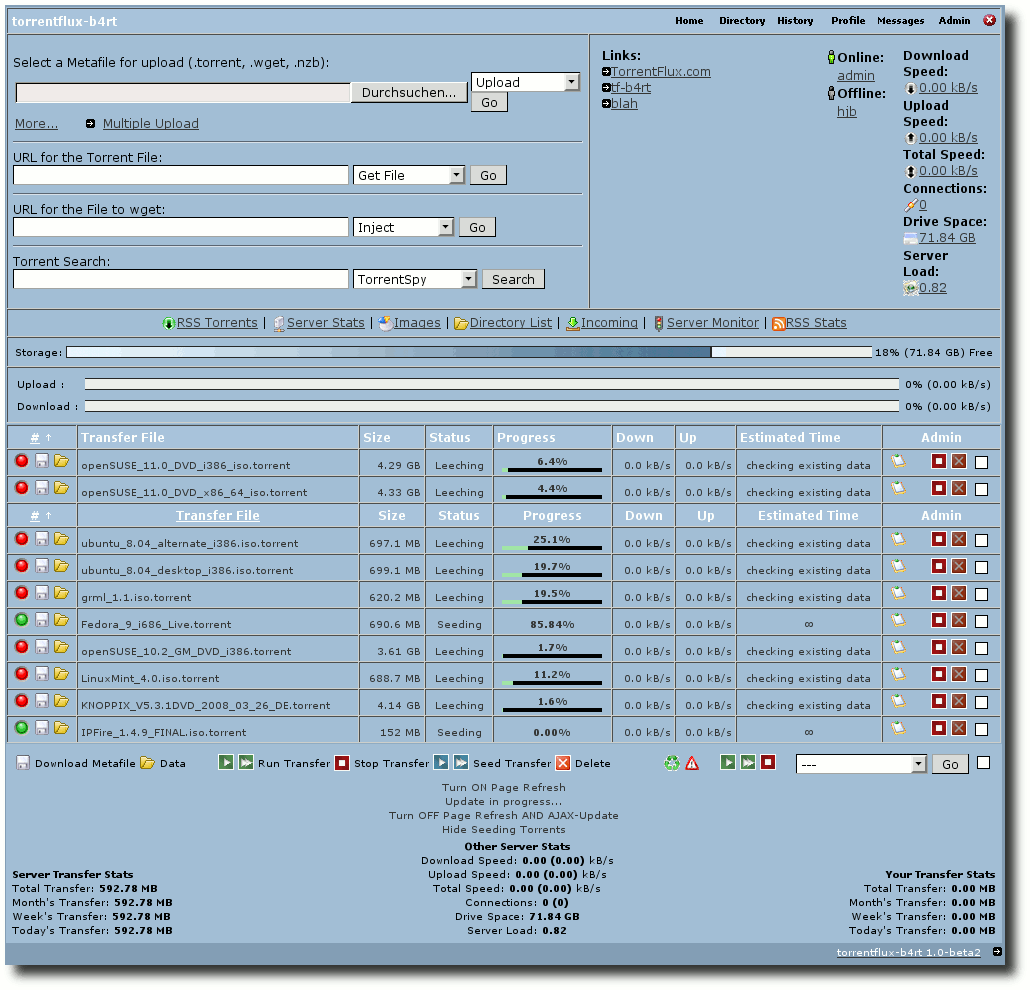 torrentflux-b4rt
Home Directory History Profile Messages Admin
Select a Metafile for upload (.torrent, .wget, .nzb):
Durchsuchen... Upload
Go
More... Multiple Upload
URL for the Torrent File:
Get File Go
URL for the File to wget:
Inject Go
Torrent Search:
TorrentSpy Search
Links:
TorrentFlux.com
tf-b4rt
blah
Online:
admin
Offline:
hjb
Download
Speed:
0.00 kB/s
Upload
Speed:
0.00 kB/s
Total Speed:
0.00 kB/s
Connections:
0
Drive Space:
71.84 GB
Server
Load:
0.82
RSS Torrents | Server Stats | Images | Directory List | Incoming | Server Monitor | RSS Stats
Storage: 18% (71.84 GB) Free
Upload : 0% (0.00 kB/s)
Download : 0% (0.00 kB/s)
# ↑ Transfer File Size Status Progress Down Up Estimated Time Admin
openSUSE_11.0_DVD_i386_iso.torrent 4.29 GB Leeching 6.4% 0.0 kB/s 0.0 kB/s checking existing data
openSUSE_11.0_DVD_x86_64_iso.torrent 4.33 GB Leeching 4.4% 0.0 kB/s 0.0 kB/s checking existing data
# ↑ Transfer File Size Status Progress Down Up Estimated Time Admin
ubuntu_8.04_alternate_i386.iso.torrent 697.1 MB Leeching 25.1% 0.0 kB/s 0.0 kB/s checking existing data
ubuntu_8.04_desktop_i386.iso.torrent 699.1 MB Leeching 19.7% 0.0 kB/s 0.0 kB/s checking existing data
grml_1.1.iso.torrent 620.2 MB Leeching 19.5% 0.0 kB/s 0.0 kB/s checking existing data
Fedora_9_i686_Live.torrent 690.6 MB Seeding 85.84% 0.0 kB/s 0.0 kB/s ∞
openSUSE_10.2_GM_DVD_i386.torrent 3.61 GB Leeching 1.7% 0.0 kB/s 0.0 kB/s checking existing data
LinuxMint_4.0.iso.torrent 688.7 MB Leeching 11.2% 0.0 kB/s 0.0 kB/s checking existing data
KNOPPIX_V5.3.1DVD_2008_03_26_DE.torrent 4.14 GB Leeching 1.6% 0.0 kB/s 0.0 kB/s checking existing data
IPFire_1.4.9_FINAL.iso.torrent 152 MB Seeding 0.00% 0.0 kB/s 0.0 kB/s ∞
Download Metafile Data Run Transfer Stop Transfer Seed Transfer Delete --- Go
Turn ON Page Refresh
Update in progress...
Turn OFF Page Refresh AND AJAX-Update
Hide Seeding Torrents
Other Server Stats
Download Speed: 0.00 (0.00) kB/s
Upload Speed: 0.00 (0.00) kB/s
Total Speed: 0.00 (0.00) kB/s
Connections: 0 (0)
Drive Space: 71.84 GB
Server Load: 0.82
Server Transfer Stats
Total Transfer: 592.78 MB
Month's Transfer: 592.78 MB
Week's Transfer: 592.78 MB
Today's Transfer: 592.78 MB
Your Transfer Stats
Total Transfer: 0.00 MB
Month's Transfer: 0.00 MB
Week's Transfer: 0.00 MB
Today's Transfer: 0.00 MB
torrentflux-b4rt 1.0-beta2